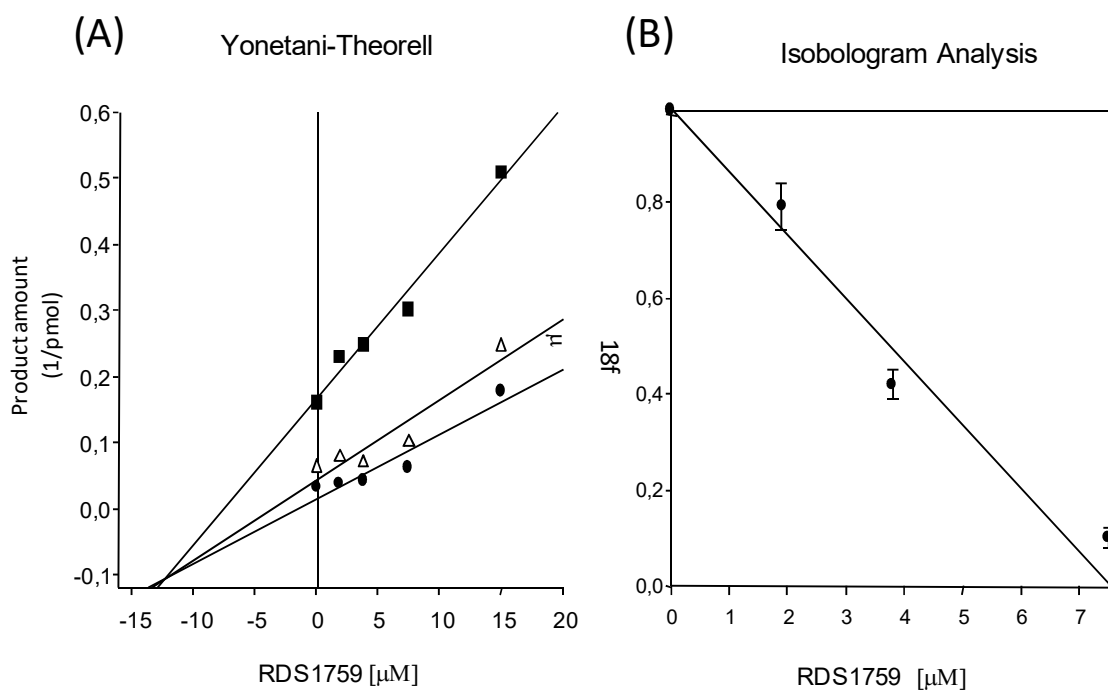 (A)
Yonetani-Theorell
0,6
0,5
0,4
0,3
0,2
0,1
0,0
-0,1
Product amount
(1/pmol)
-15 -10 -5 0 5 10 15 20
RDS1759 [μM]
(B)
Isobologram Analysis
0,8
0,6
0,4
0,2
0,0
18f
0 1 2 3 4 5 6 7
RDS1759 [μM]